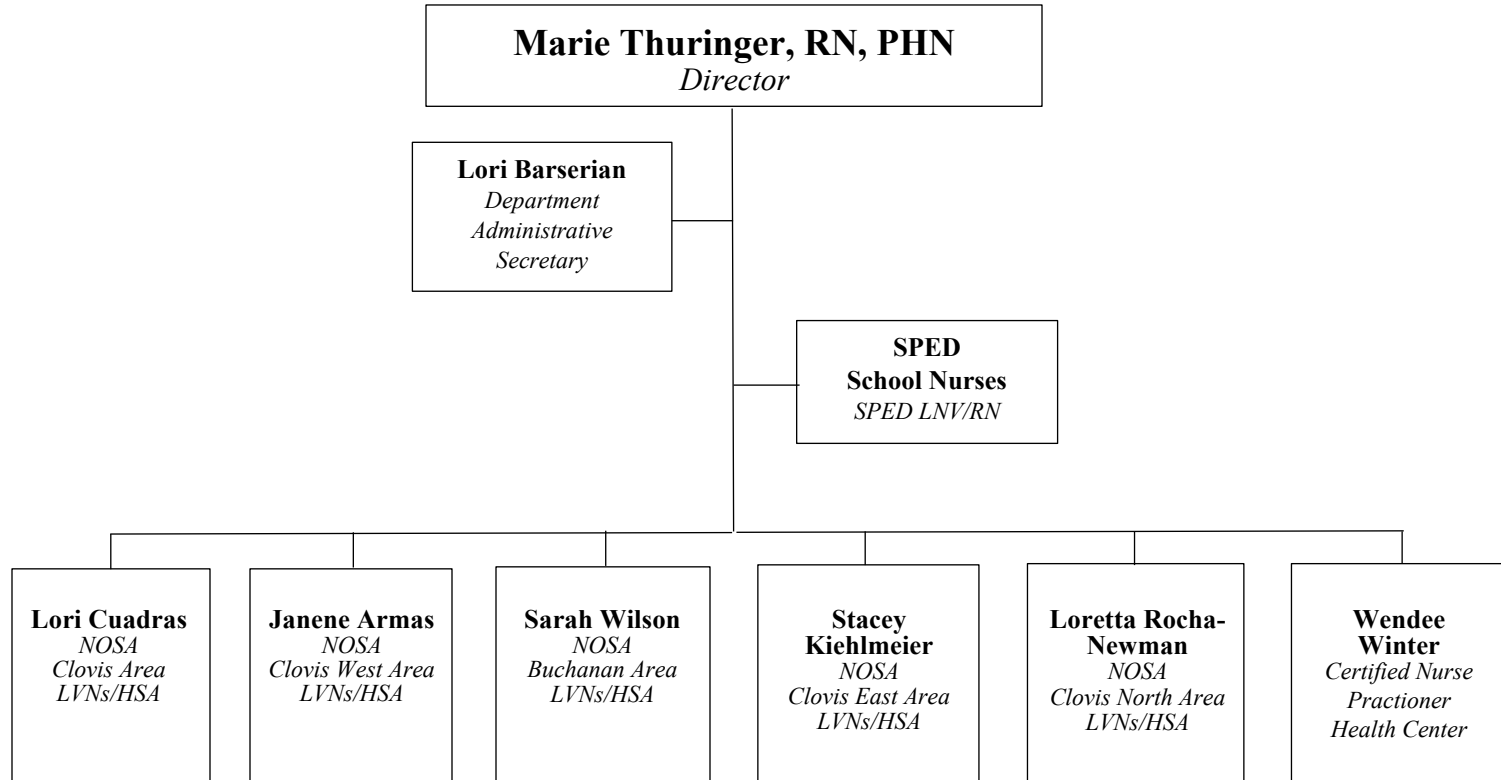 Marie Thuringer, RN, PHN
Director
Lori Barserian
Department
Administrative
Secretary
SPED
School Nurses
SPED LNV/RN
Lori Cuadras
NOSA
Clovis Area
LVNs/HSA
Janene Armas
NOSA
Clovis West Area
LVNs/HSA
Sarah Wilson
NOSA
Buchanan Area
LVNs/HSA
Stacey
Kiehlmeier
NOSA
Clovis East Area
LVNs/HSA
Loretta Rocha-
Newman
NOSA
Clovis North Area
LVNs/HSA
Wendee
Winter
Certified Nurse
Practioner
Health Center